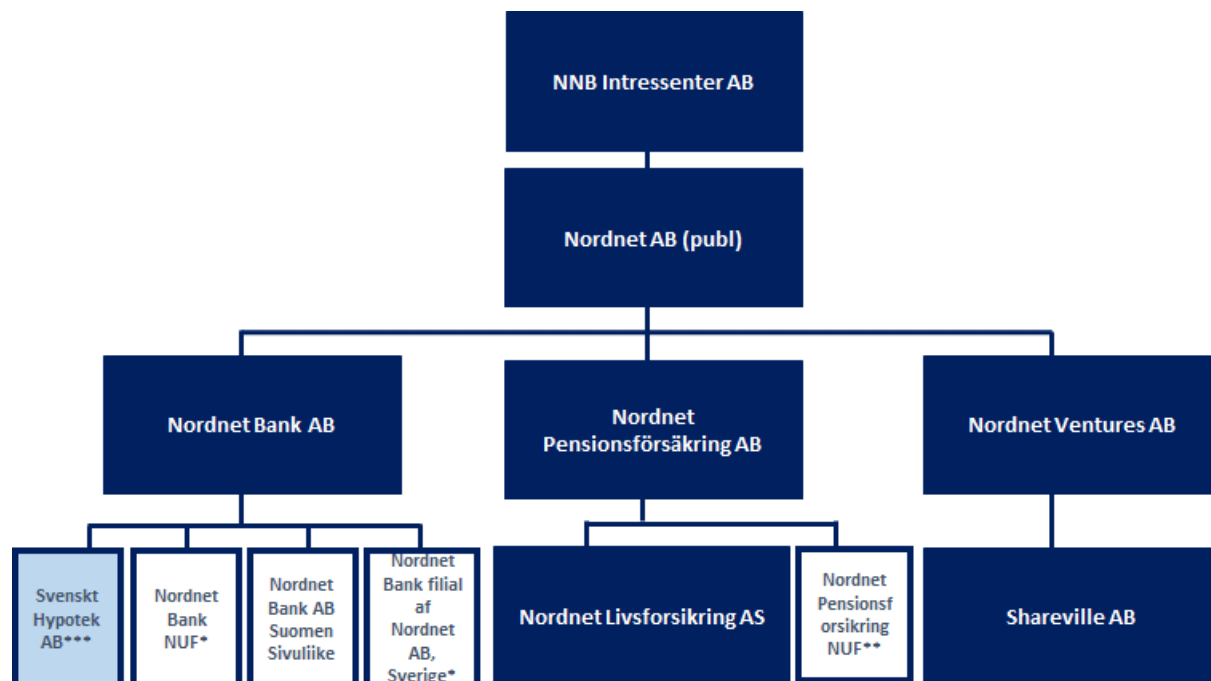 NNB Intressenter AB
Nordnet AB (publ)
Nordnet Bank AB
Nordnet
Pensionsförsäkring AB
Nordnet Ventures AB
Svenskt
Hypotek
AB***
Nordnet
Bank
NUF*
Nordnet
Bank AB
Suomen
Sivuliike
Nordnet
Bank filial
af
Nordnet
AB,
Sverige*
Nordnet Livsforsikring AS
Nordnet
Pensionsf
orsikring
NUF**
Shareville AB